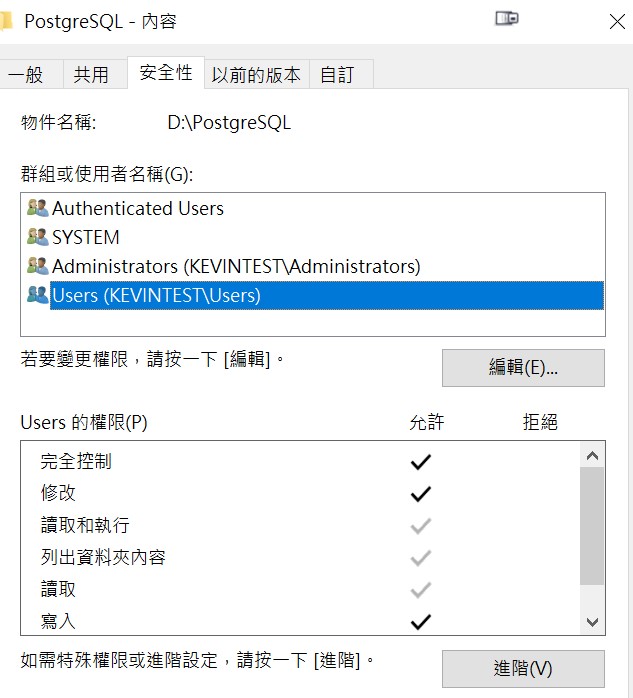 PostgreSQL - 內容
一般 共用 安全性 以前的版本 自訂
物件名稱: D:\PostgreSQL
群組或使用者名稱(G):
Authenticated Users
SYSTEM
Administrators (KEVINTEST\Administrators)
Users (KEVINTEST\Users)
若要變更權限，請按一下 [編輯]。 編輯(E)...
Users 的權限(P) 允許 拒絕
完全控制
修改
讀取和執行
列出資料夾內容
讀取
寫入
如需特殊權限或進階設定，請按一下 [進階]。 進階(V)